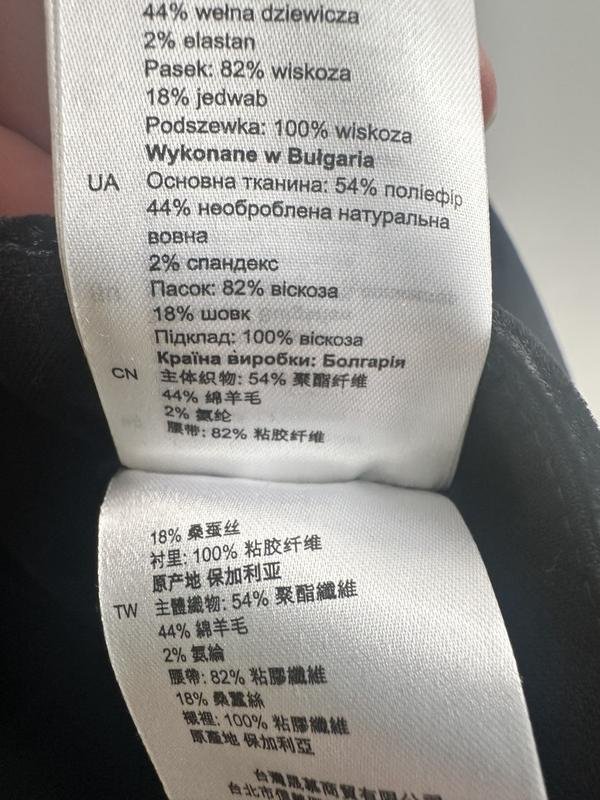 44% wełna dziewicza
2% elastan
Pasek: 82% wiskoza
18% jedwab
Podszewka: 100% wiskoza
Wykonane w Bułgaria
UA Основна тканина: 54% поліефір
44% необроблена натуральна
вовна
2% спандекс
Пасок: 82% віскоза
18% шовк
Підклад: 100% віскоза
Країна виробки: Болгарія
CN 主体织物: 54% 聚酯纤维
44% 綿羊毛
2% 氨纶
腰带: 82% 粘胶纤维
18% 桑蚕丝
衬里: 100% 粘胶纤维
原产地 保加利亚
TW 主體織物: 54% 聚酯纖維
44% 綿羊毛
2% 氨綸
腰帶: 82% 粘膠纖維
18% 桑蠶絲
襯裡: 100% 粘膠纖維
原產地 保加利亞